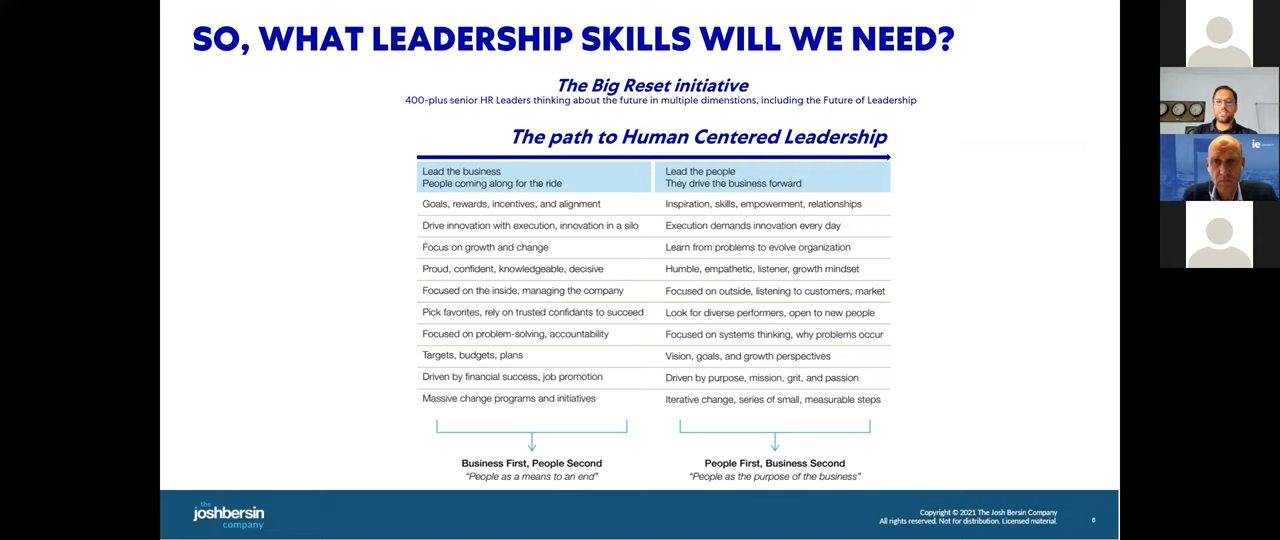 SO, WHAT LEADERSHIP SKILLS WILL WE NEED?
The Big Reset initiative
400-plus senior HR Leaders thinking about the future in multiple dimenstions, including the Future of Leadership
The path to Human Centered Leadership
Lead the business
People coming along for the ride
Lead the people
They drive the business forward
Goals, rewards, incentives, and alignment
Inspiration, skills, empowerment, relationships
Drive innovation with execution, innovation in a silo
Execution demands innovation every day
Focus on growth and change
Learn from problems to evolve organization
Proud, confident, knowledgeable, decisive
Humble, empathetic, listener, growth mindset
Focused on the inside, managing the company
Focused on outside, listening to customers, market
Pick favorites, rely on trusted confidants to succeed
Look for diverse performers, open to new people
Focused on problem-solving, accountability
Focused on systems thinking, why problems occur
Targets, budgets, plans
Vision, goals, and growth perspectives
Driven by financial success, job promotion
Driven by purpose, mission, grit, and passion
Massive change programs and initiatives
Iterative change, series of small, measurable steps
Business First, People Second
"People as a means to an end"
People First, Business Second
"People as the purpose of the business"
the
joshbersin
company
Copyright © 2021 The Josh Bersin Company
All rights reserved. Not for distribution. Licensed material.
6
ie